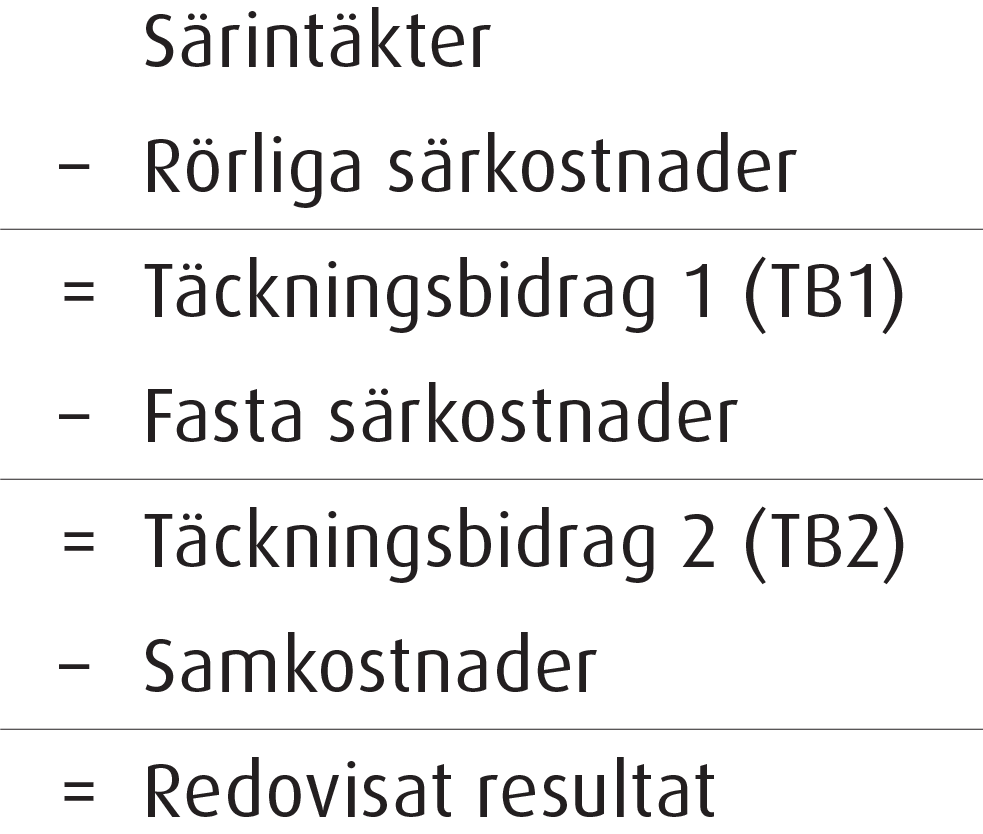 Särintäkter
– Rörliga särkostnader
= Täckningsbidrag 1 (TB1)
– Fasta särkostnader
= Täckningsbidrag 2 (TB2)
– Samkostnader
= Redovisat resultat